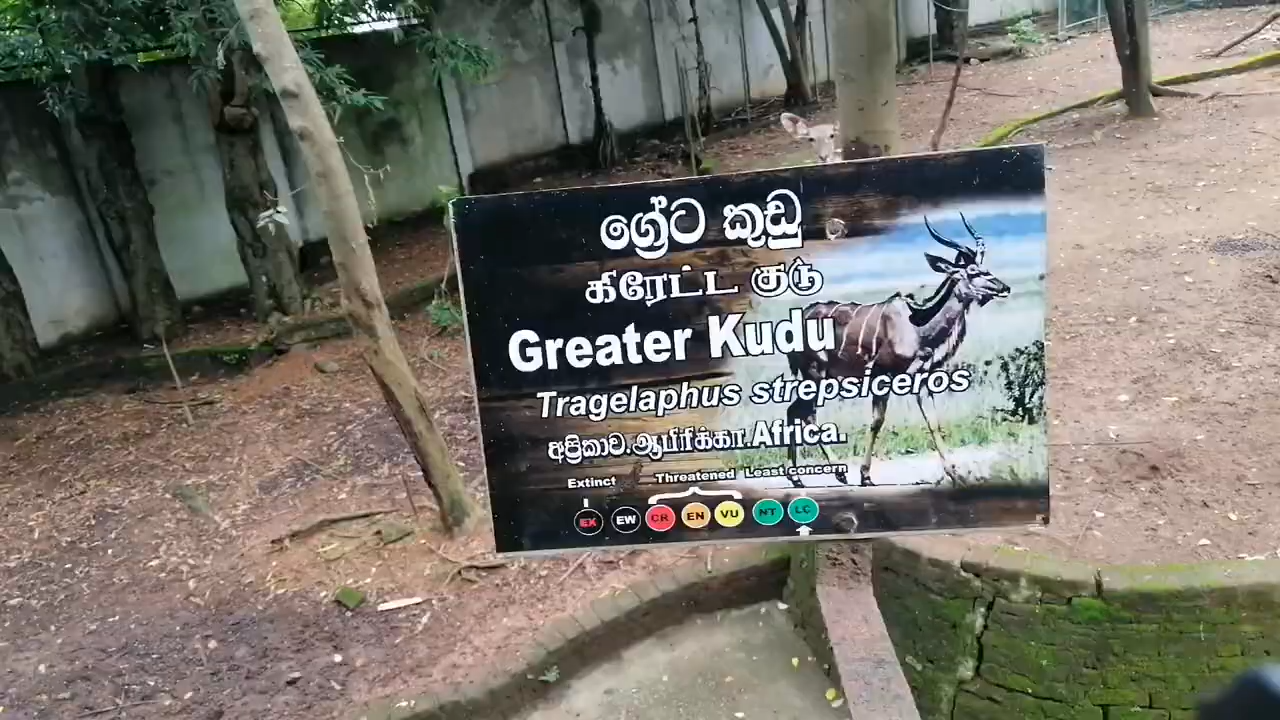 ග්‍රේට කුඩු
கிரேட்ட குடு
Greater Kudu
Tragelaphus strepsiceros
අප්‍රිකාව.ஆபிரிக்கா.Africa.
Extinct Threatened Least concern
EX EW CR EN VU NT LC